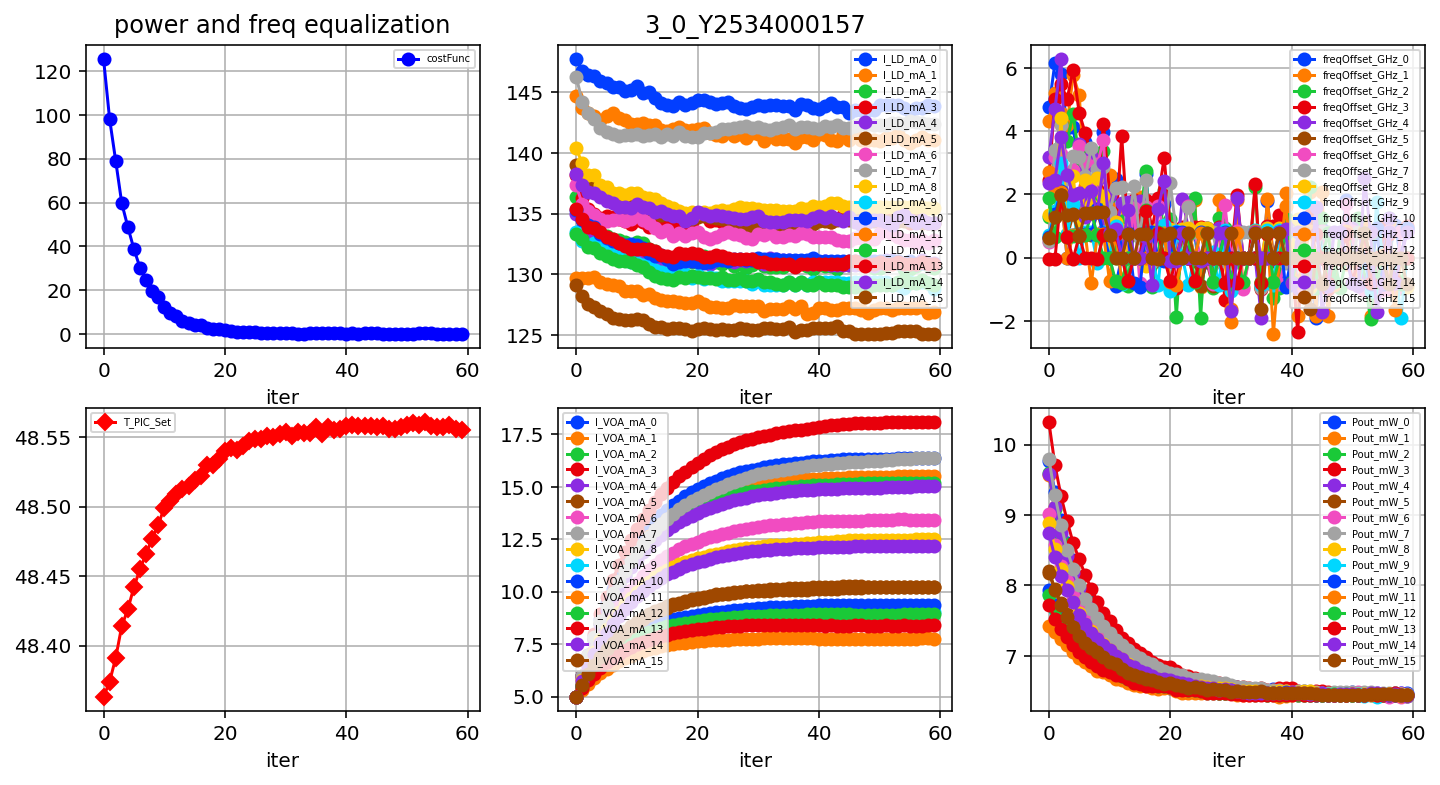 power and freq equalization
costFunc
120
100
80
60
40
20
0
0 20 40 60
iter
3_0_Y2534000157
I_LD_mA_0
I_LD_mA_1
I_LD_mA_2
I_LD_mA_3
I_LD_mA_4
I_LD_mA_5
I_LD_mA_6
I_LD_mA_7
I_LD_mA_8
I_LD_mA_9
I_LD_mA_10
I_LD_mA_11
I_LD_mA_12
I_LD_mA_13
I_LD_mA_14
I_LD_mA_15
145
140
135
130
125
0 20 40 60
iter
freqOffset_GHz_0
freqOffset_GHz_1
freqOffset_GHz_2
freqOffset_GHz_3
freqOffset_GHz_4
freqOffset_GHz_5
freqOffset_GHz_6
freqOffset_GHz_7
freqOffset_GHz_8
freqOffset_GHz_9
freqOffset_GHz_10
freqOffset_GHz_11
freqOffset_GHz_12
freqOffset_GHz_13
freqOffset_GHz_14
freqOffset_GHz_15
6
4
2
0
−2
0 20 40 60
iter
T_PIC_Set
48.55
48.50
48.45
48.40
0 20 40 60
iter
I_VOA_mA_0
I_VOA_mA_1
I_VOA_mA_2
I_VOA_mA_3
I_VOA_mA_4
I_VOA_mA_5
I_VOA_mA_6
I_VOA_mA_7
I_VOA_mA_8
I_VOA_mA_9
I_VOA_mA_10
I_VOA_mA_11
I_VOA_mA_12
I_VOA_mA_13
I_VOA_mA_14
I_VOA_mA_15
17.5
15.0
12.5
10.0
7.5
5.0
0 20 40 60
iter
Pout_mW_0
Pout_mW_1
Pout_mW_2
Pout_mW_3
Pout_mW_4
Pout_mW_5
Pout_mW_6
Pout_mW_7
Pout_mW_8
Pout_mW_9
Pout_mW_10
Pout_mW_11
Pout_mW_12
Pout_mW_13
Pout_mW_14
Pout_mW_15
10
9
8
7
0 20 40 60
iter